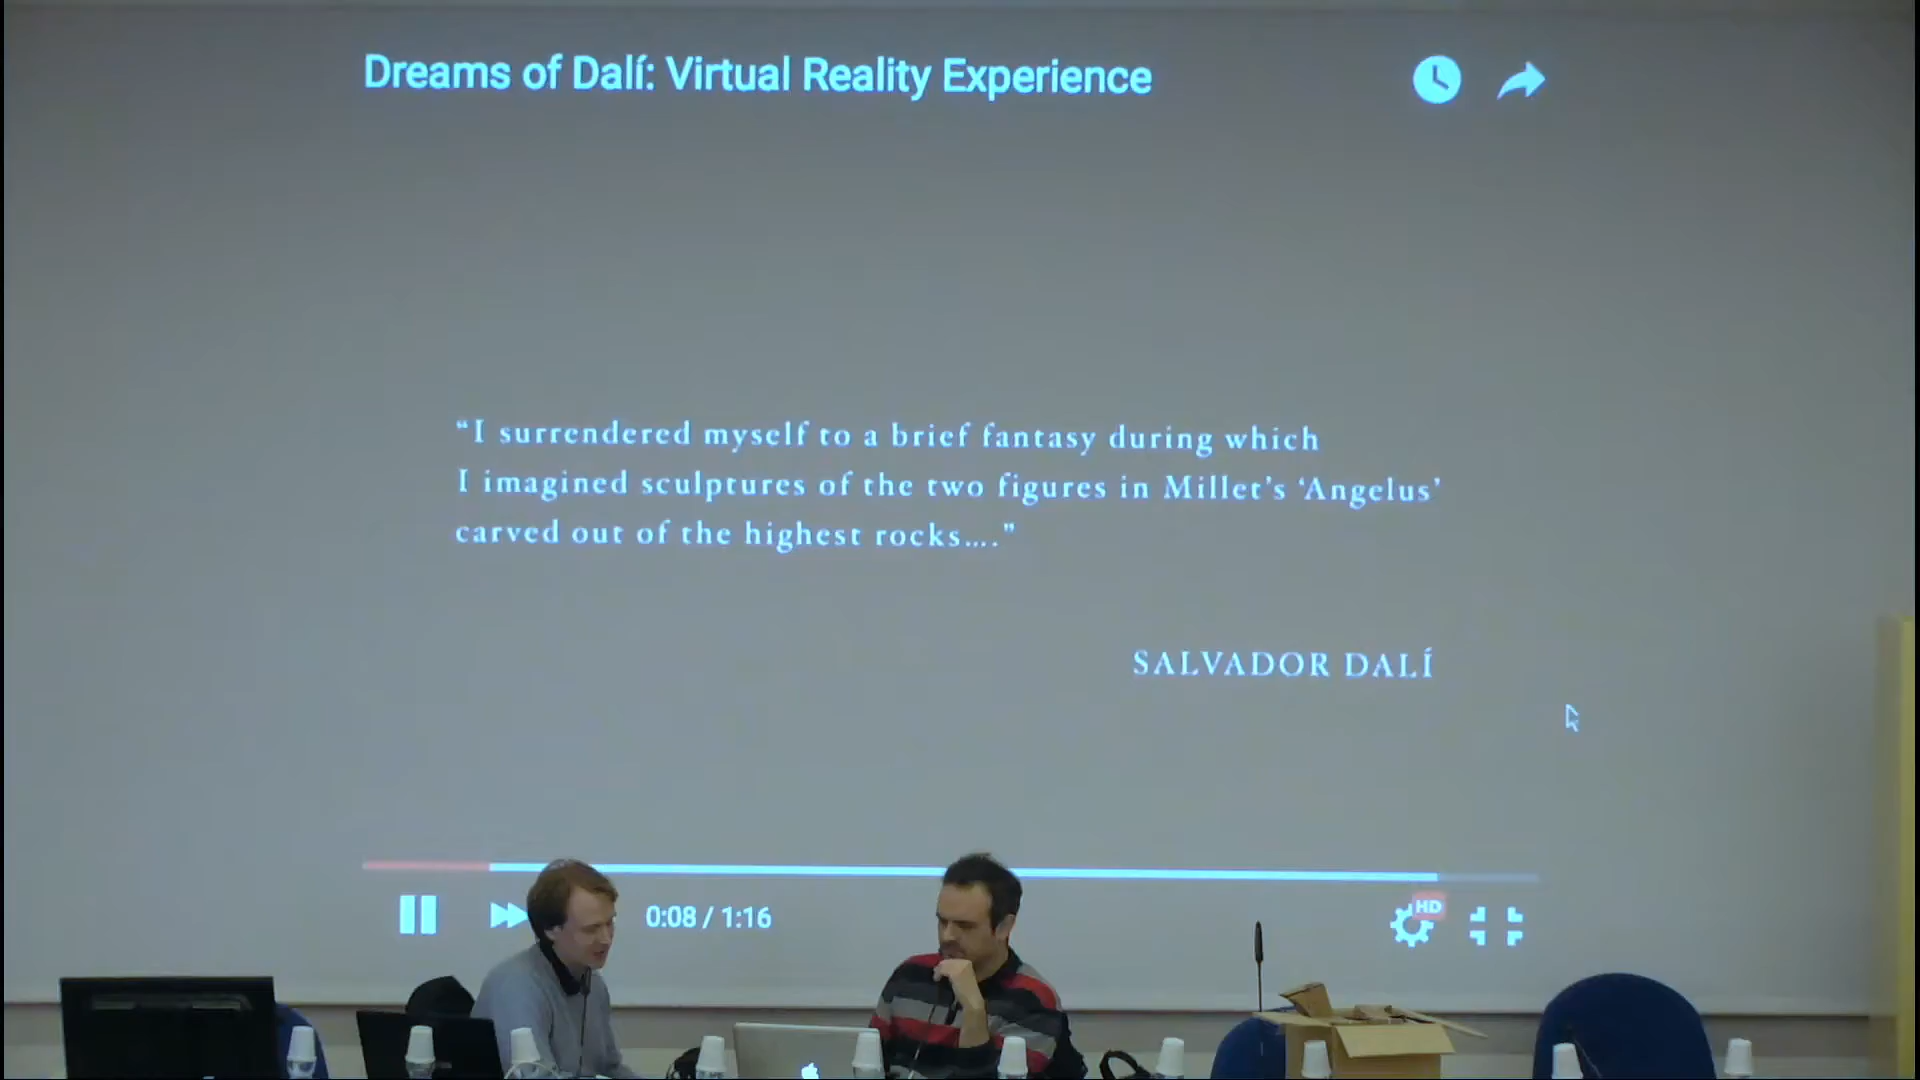 Dreams of Dalí: Virtual Reality Experience
“I surrendered myself to a brief fantasy during which
I imagined sculptures of the two figures in Millet’s ‘Angelus’
carved out of the highest rocks....”
SALVADOR DALÍ
0:08 / 1:16
HD